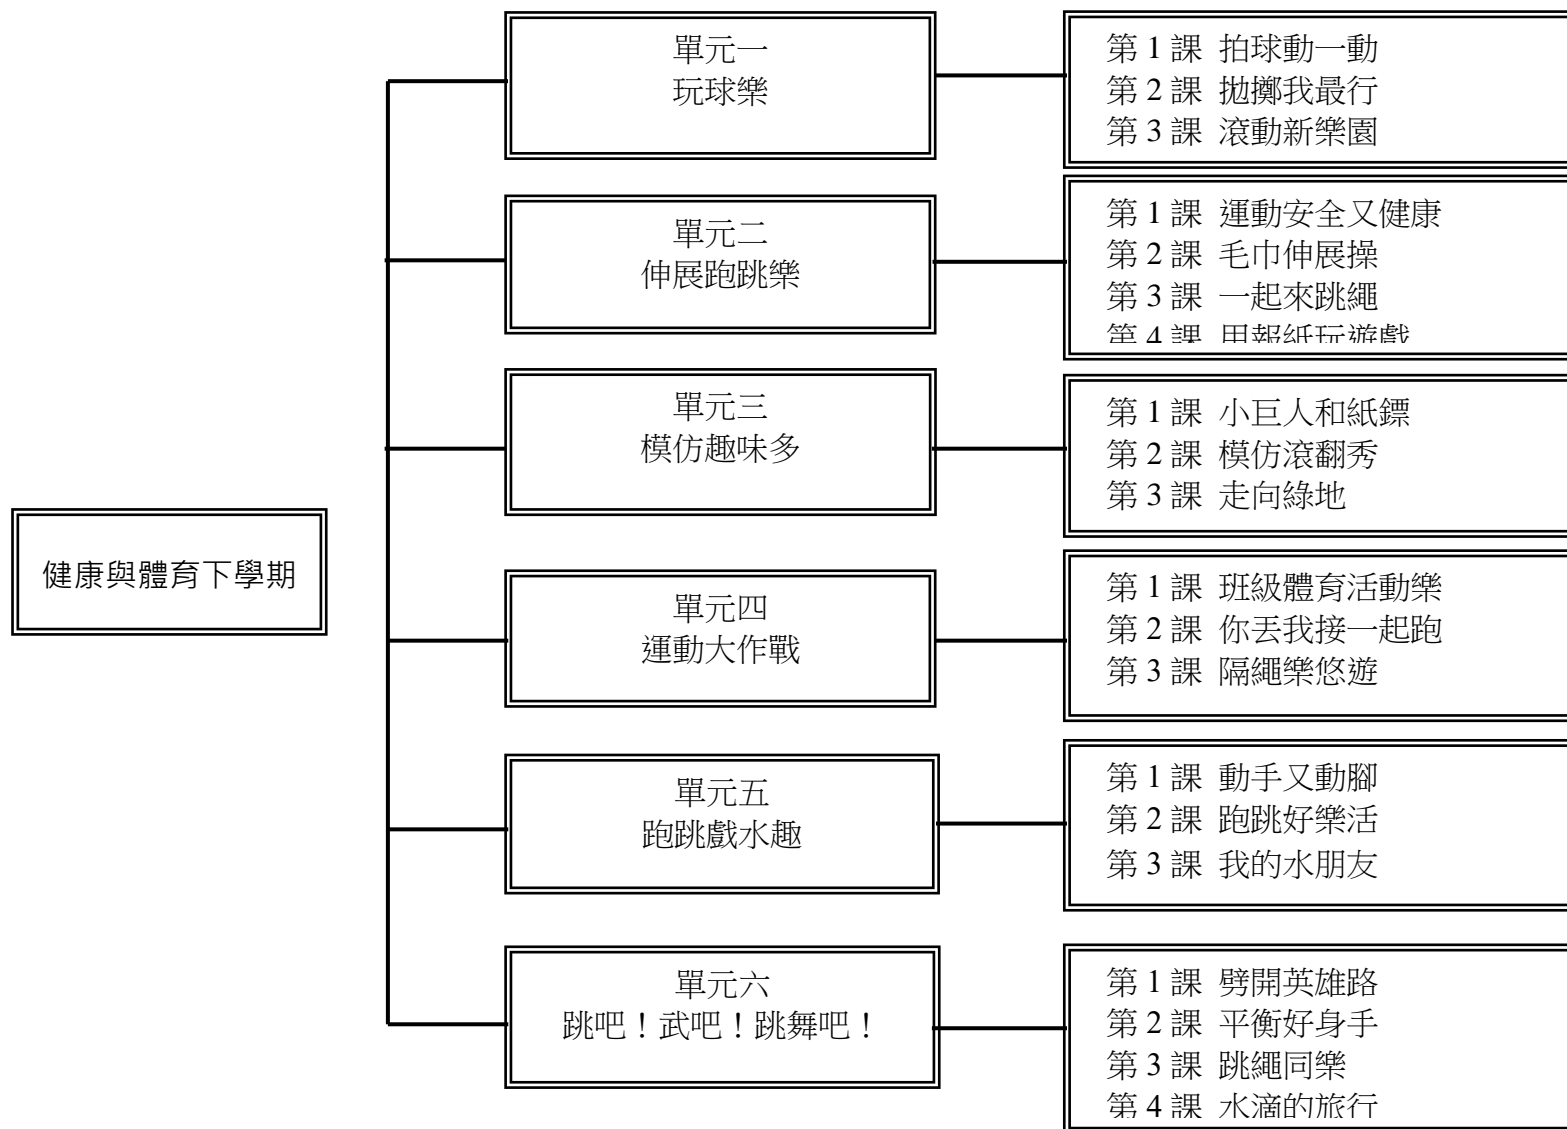 健康與體育下學期
單元一
玩球樂
第 1 課 拍球動一動
第 2 課 拋擲我最行
第 3 課 滾動新樂園
單元二
伸展跑跳樂
第 1 課 運動安全又健康
第 2 課 毛巾伸展操
第 3 課 一起來跳繩
第 4 課 用報紙玩遊戲
單元三
模仿趣味多
第 1 課 小巨人和紙鏢
第 2 課 模仿滾翻秀
第 3 課 走向綠地
單元四
運動大作戰
第 1 課 班級體育活動樂
第 2 課 你丟我接一起跑
第 3 課 隔繩樂悠遊
單元五
跑跳戲水趣
第 1 課 動手又動腳
第 2 課 跑跳好樂活
第 3 課 我的水朋友
單元六
跳吧！武吧！跳舞吧！
第 1 課 劈開英雄路
第 2 課 平衡好身手
第 3 課 跳繩同樂
第 4 課 水滴的旅行